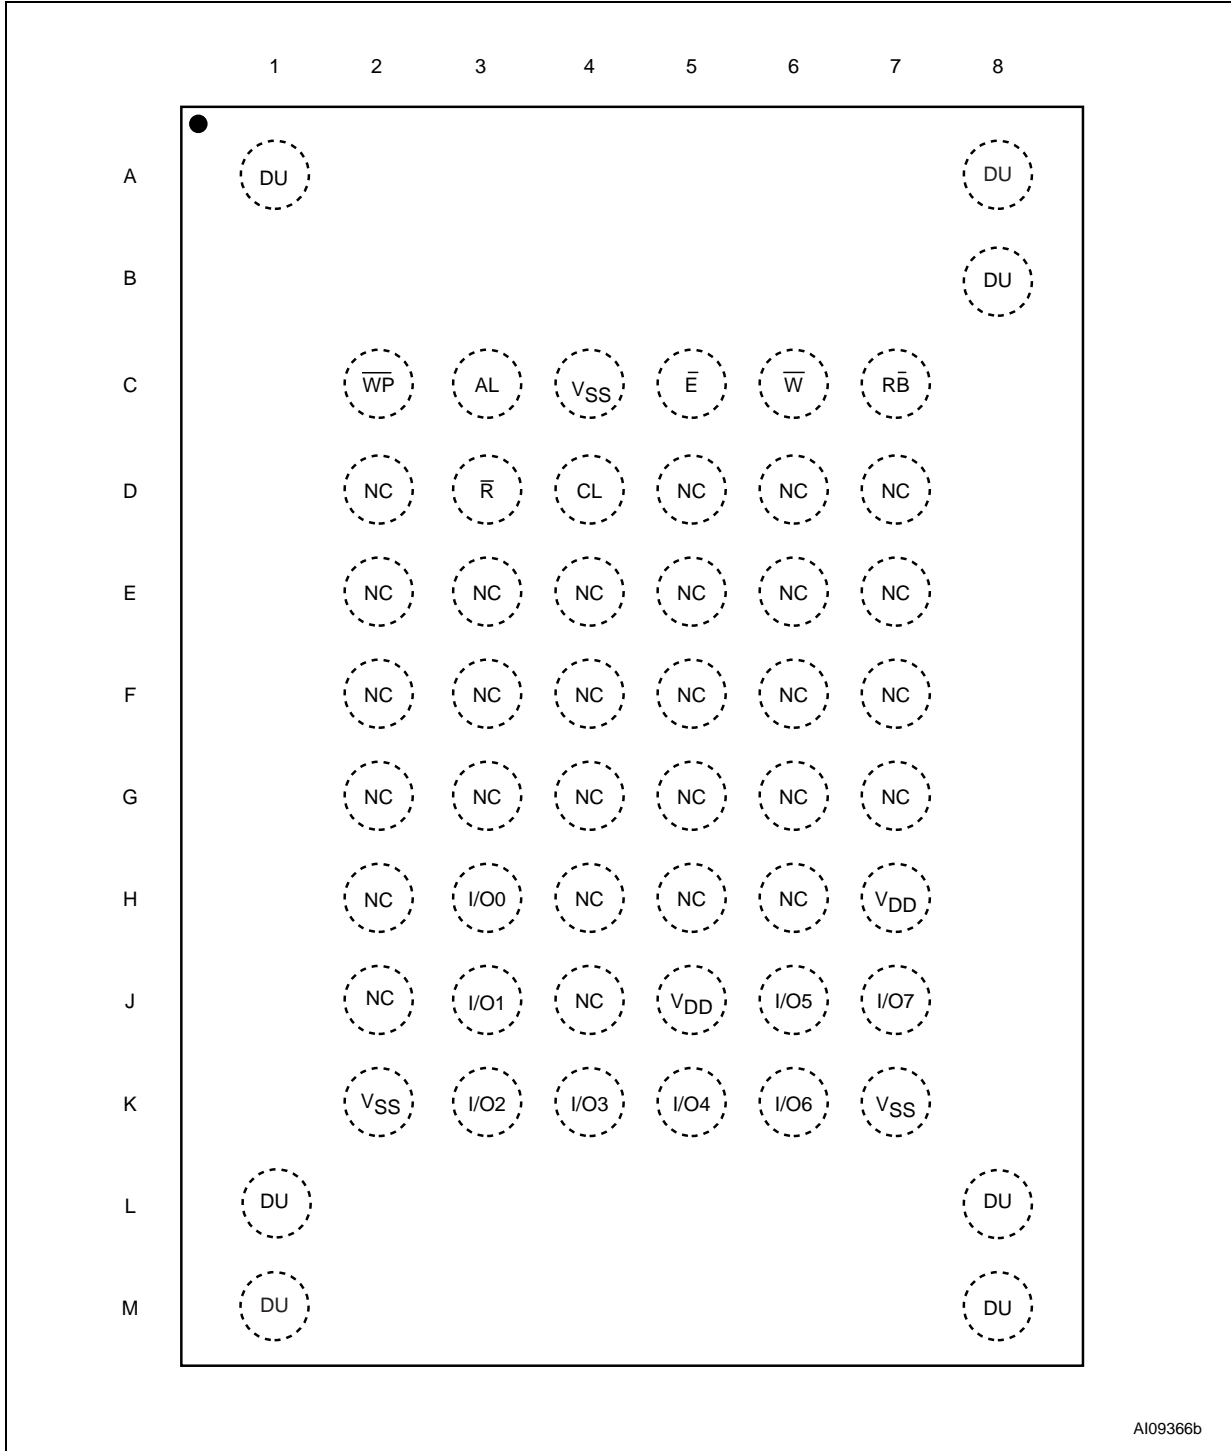 1 2 3 4 5 6 7 8
A DU DU
B DU
C W̅P̅ AL VSS E̅ W̅ RB̅
D NC R̅ CL NC NC NC
E NC NC NC NC NC NC
F NC NC NC NC NC NC
G NC NC NC NC NC NC
H NC I/O0 NC NC NC VDD
J NC I/O1 NC VDD I/O5 I/O7
K VSS I/O2 I/O3 I/O4 I/O6 VSS
L DU DU
M DU DU
AI09366b